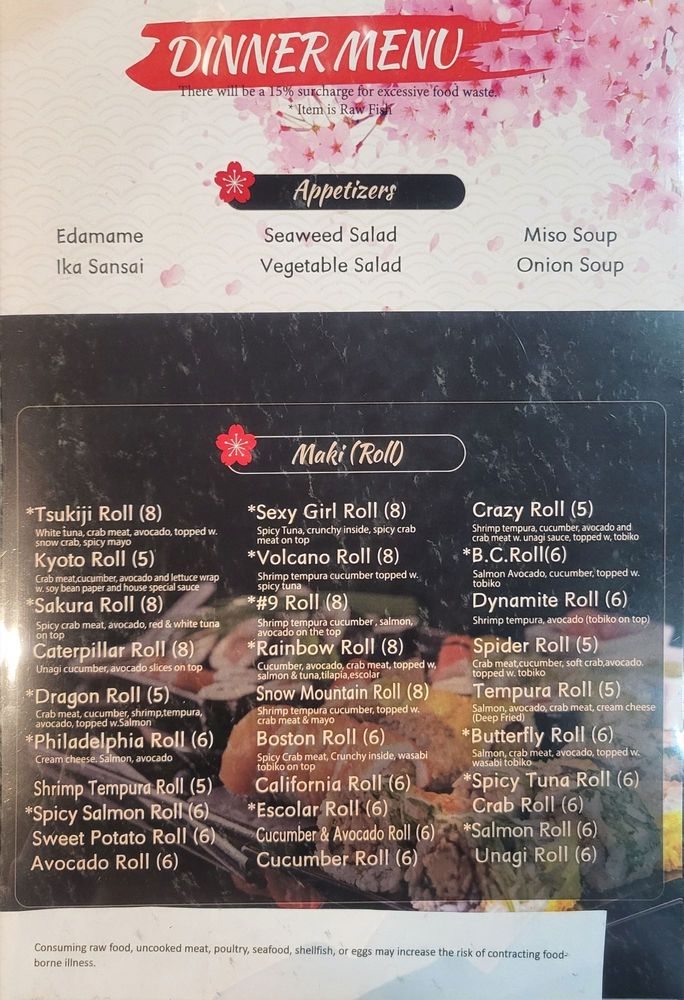 DINNER MENU
There will be a 15% surcharge for excessive food waste.
* Item is Raw Fish
Appetizers
Edamame
Ika Sansai
Seaweed Salad
Vegetable Salad
Miso Soup
Onion Soup
Maki (Roll)
*Tsukiji Roll (8)
White tuna, crab meat, avocado, topped w.
snow crab, spicy mayo
Kyoto Roll (5)
Crab meat,cucumber, avocado and lettuce wrap
w. soy bean paper and house special sauce
*Sakura Roll (8)
Spicy crab meat, avocado, red & white tuna
on top
Caterpillar Roll (8)
Unagi cucumber, avocado slices on top
*Dragon Roll (5)
Crab meat, cucumber, shrimp,tempura,
avocado, topped w.Salmon
*Philadelphia Roll (6)
Cream cheese. Salmon, avocado
Shrimp Tempura Roll (5)
*Spicy Salmon Roll (6)
Sweet Potato Roll (6)
Avocado Roll (6)
*Sexy Girl Roll (8)
Spicy Tuna, crunchy inside, spicy crab
meat on top
*Volcano Roll (8)
Shrimp tempura cucumber topped w.
spicy tuna
*#9 Roll (8)
Shrimp tempura cucumber , salmon,
avocado on the top
*Rainbow Roll (8)
Cucumber, avocado, crab meat, topped w,
salmon & tuna,tilapia,escolar
Snow Mountain Roll (8)
Shrimp tempura cucumber, topped w.
crab meat & mayo
Boston Roll (6)
Spicy Crab meat, Crunchy inside, wasabi
tobiko on top
California Roll (6)
*Escolar Roll (6)
Cucumber & Avocado Roll (6)
Cucumber Roll (6)
Crazy Roll (5)
Shrimp tempura, cucumber, avocado and
crab meat w. unagi sauce, topped w, tobiko
*B.C.Roll(6)
Salmon Avocado, cucumber, topped w.
tobiko
Dynamite Roll (6)
Shrimp tempura, avocado (tobiko on top)
Spider Roll (5)
Crab meat,cucumber, soft crab,avocado.
topped w. tobiko
Tempura Roll (5)
Salmon, avocado, crab meat, cream cheese
(Deep Fried)
*Butterfly Roll (6)
Salmon, crab meat, avocado, topped w.
wasabi tobiko
*Spicy Tuna Roll (6)
Crab Roll (6)
*Salmon Roll (6)
Unagi Roll (6)
Consuming raw food, uncooked meat, poultry, seafood, shellfish, or eggs may increase the risk of contracting food-
borne illness.